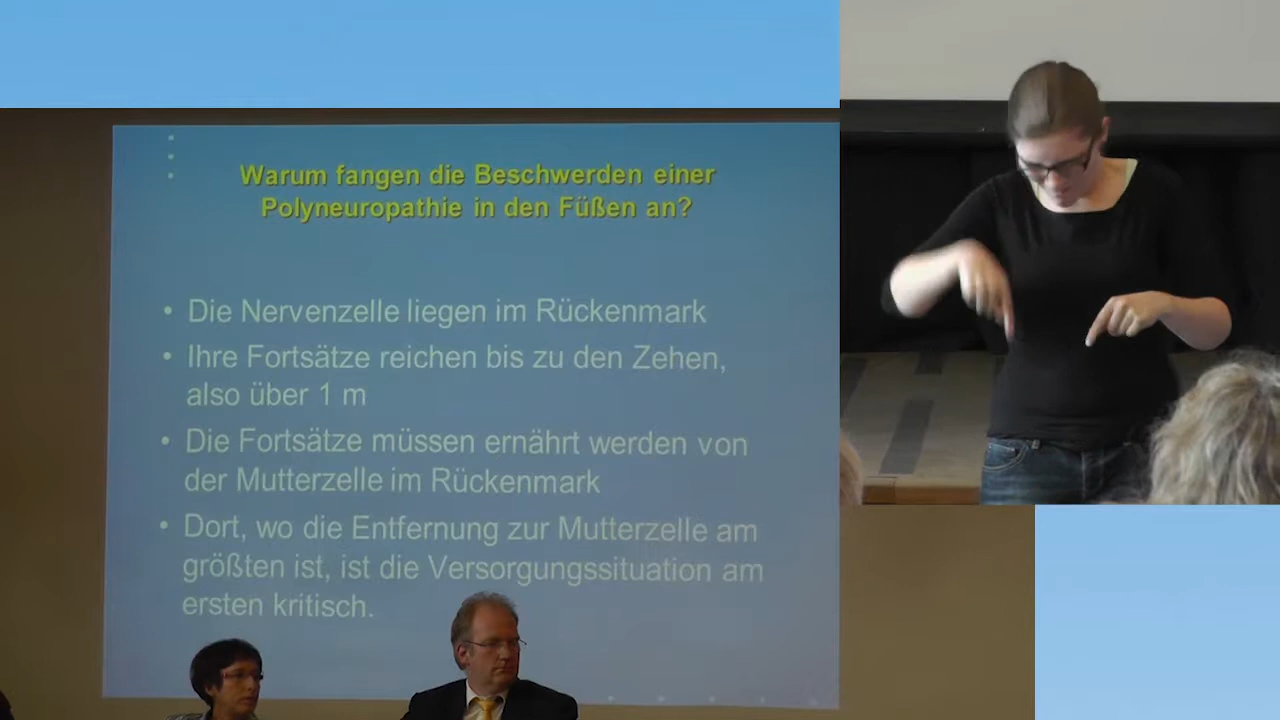 Warum fangen die Beschwerden einer
Polyneuropathie in den Füßen an?
• Die Nervenzelle liegen im Rückenmark
• Ihre Fortsätze reichen bis zu den Zehen,
also über 1 m
• Die Fortsätze müssen ernährt werden von
der Mutterzelle im Rückenmark
• Dort, wo die Entfernung zur Mutterzelle am
größten ist, ist die Versorgungssituation am
ersten kritisch.